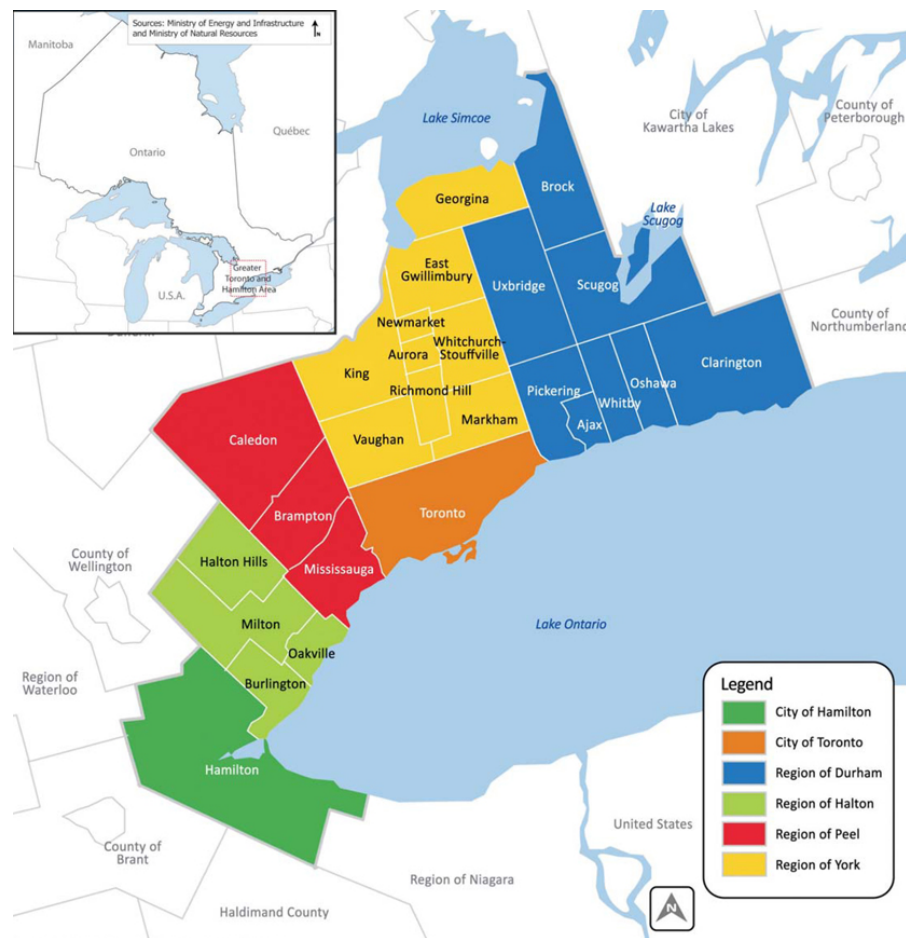 Sources: Ministry of Energy and Infrastructure
and Ministry of Natural Resources
N
Manitoba
Ontario
Québec
U.S.A.
Greater
Toronto and
Hamilton Area
Lake Simcoe
City of
Kawartha Lakes
County of
Peterborough
Georgina
Brock
Lake
Scugog
East
Gwillimbury
Uxbridge
Scugog
County of
Northumberland
Newmarket
Whitchurch-
Stouffville
Aurora
King
Richmond Hill
Pickering
Ajax
Whitby
Oshawa
Clarington
Markham
Vaughan
Caledon
Toronto
Brampton
Mississauga
County of
Wellington
Halton Hills
Milton
Oakville
Burlington
Lake Ontario
Region of
Waterloo
Hamilton
County of
Brant
Haldimand County
Region of Niagara
United States
Legend
City of Hamilton
City of Toronto
Region of Durham
Region of Halton
Region of Peel
Region of York
N